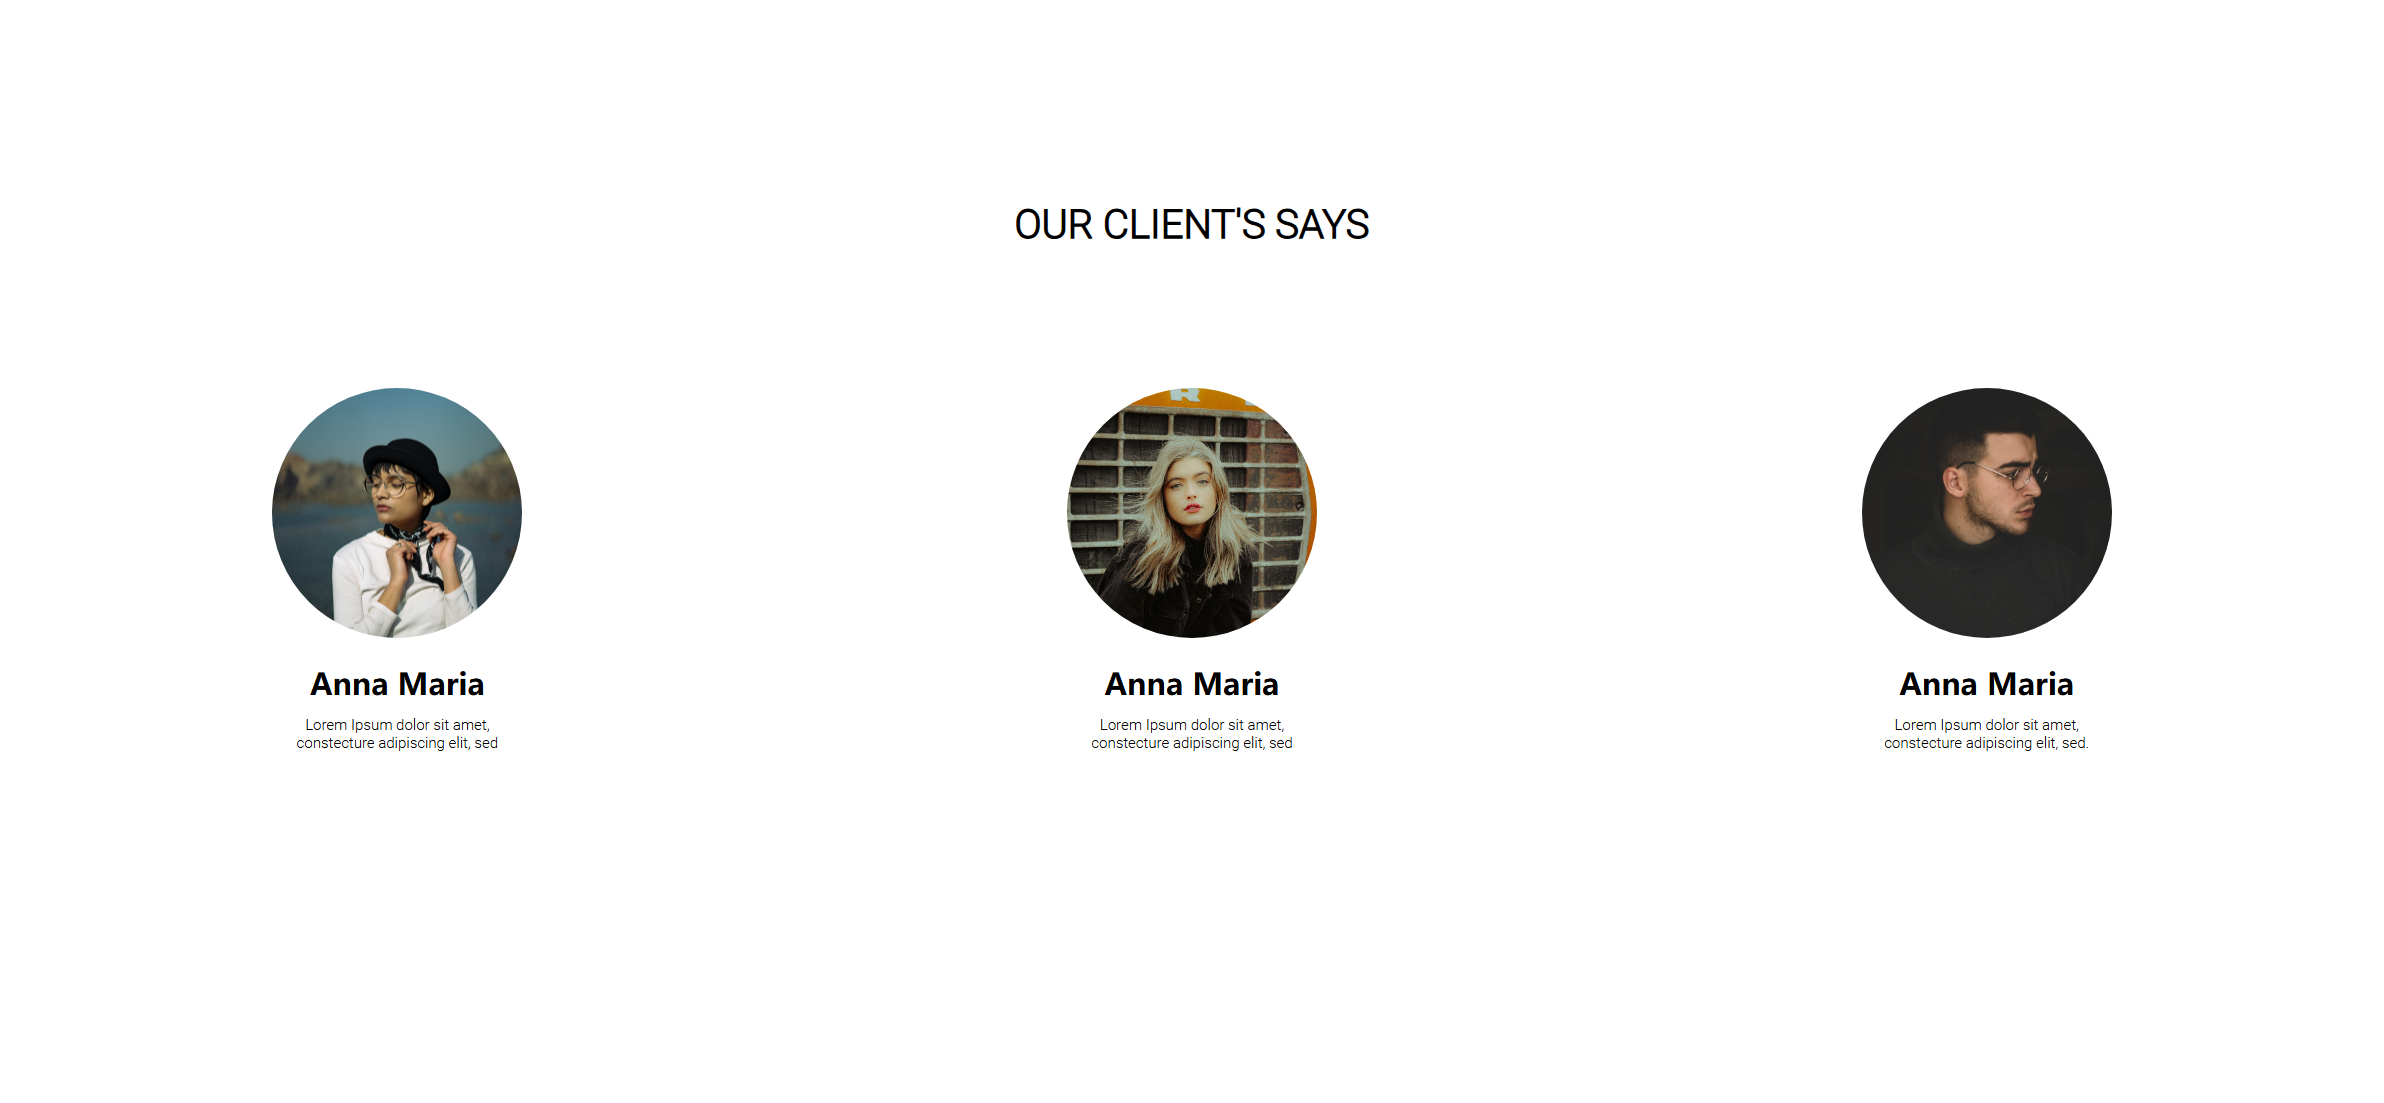 OUR CLIENT'S SAYS
R
Anna Maria
Lorem Ipsum dolor sit amet,
constecture adipiscing elit, sed
Anna Maria
Lorem Ipsum dolor sit amet,
constecture adipiscing elit, sed
Anna Maria
Lorem Ipsum dolor sit amet,
constecture adipiscing elit, sed.